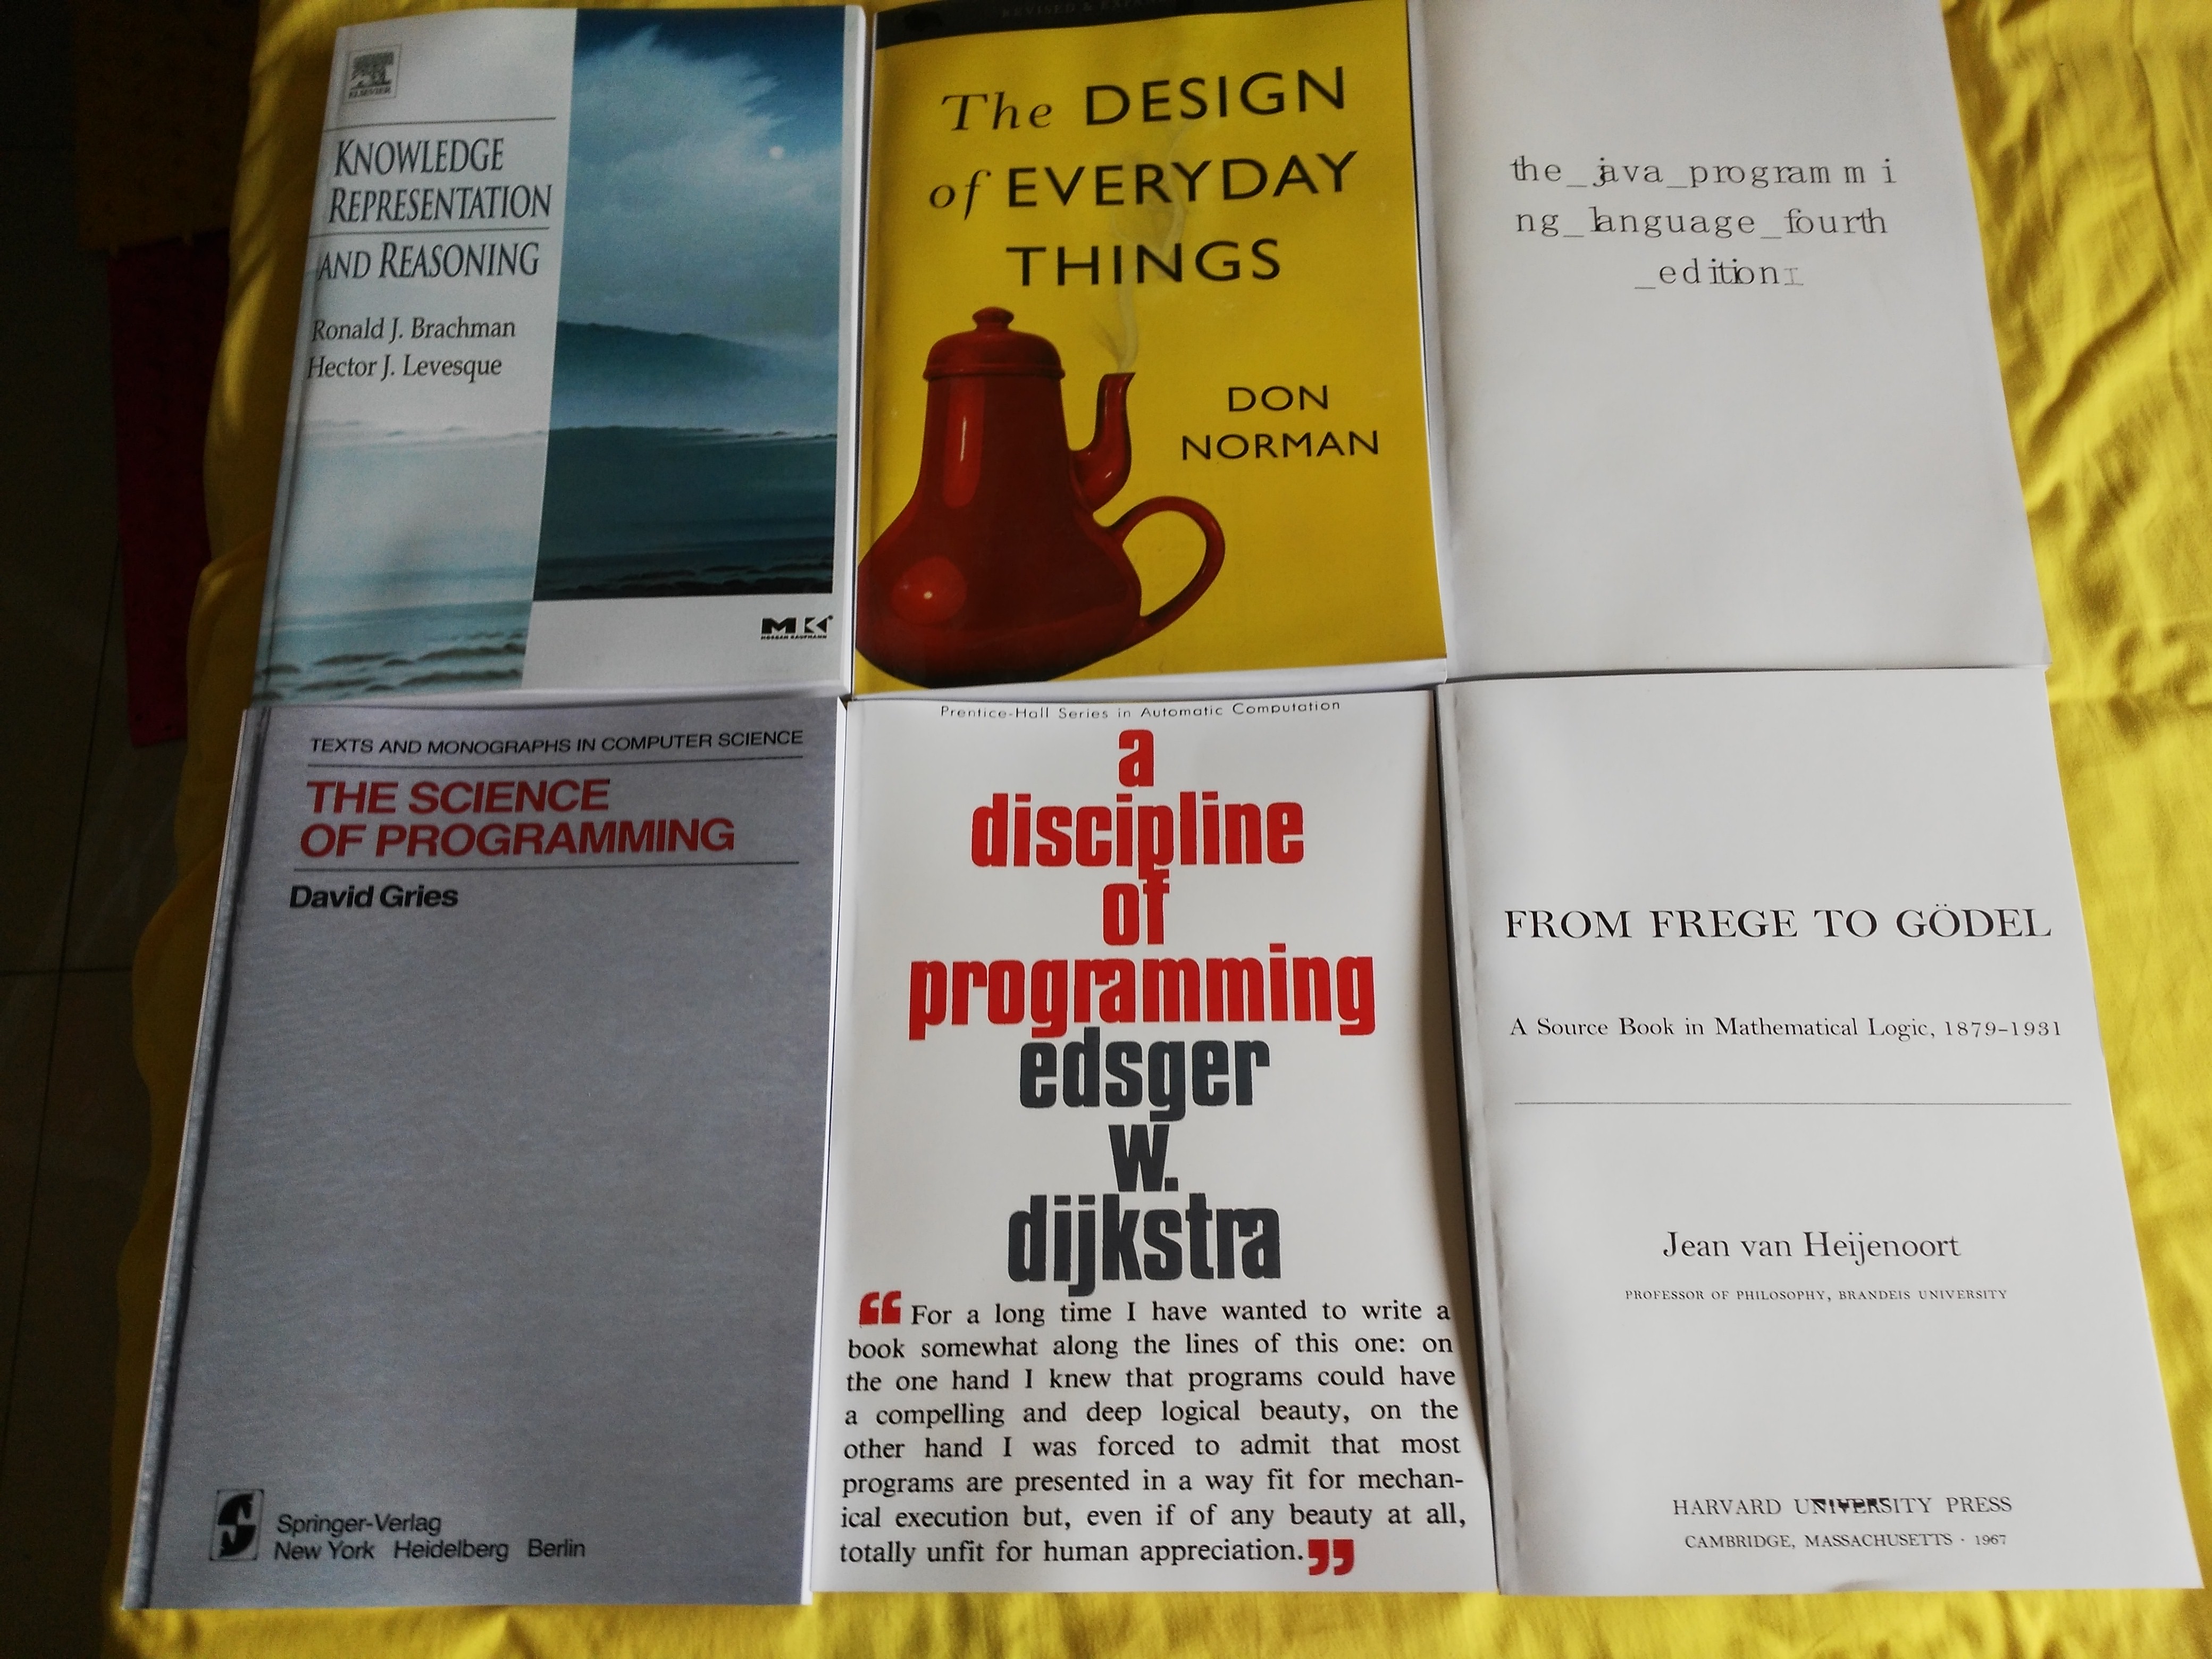 ELSEVIER
KNOWLEDGE
REPRESENTATION
AND REASONING
Ronald J. Brachman
Hector J. Levesque
MK
MORGAN KAUFMANN
REVISED &
The DESIGN
of EVERYDAY
THINGS
DON
NORMAN
the_java_programmi
ng_language_fourth
_edition
TEXTS AND MONOGRAPHS IN COMPUTER SCIENCE
THE SCIENCE
OF PROGRAMMING
David Gries
Springer-Verlag
New York Heidelberg Berlin
Prentice-Hall Series in Automatic Computation
a
discipline
of
programming
edsger
w.
dijkstra
“For a long time I have wanted to write a
book somewhat along the lines of this one: on
the one hand I knew that programs could have
a compelling and deep logical beauty, on the
other hand I was forced to admit that most
programs are presented in a way fit for mechan-
ical execution but, even if of any beauty at all,
totally unfit for human appreciation.”
FROM FREGE TO GÖDEL
A Source Book in Mathematical Logic, 1879–1931
Jean van Heijenoort
PROFESSOR OF PHILOSOPHY, BRANDEIS UNIVERSITY
HARVARD UNIVERSITY PRESS
CAMBRIDGE, MASSACHUSETTS · 1967